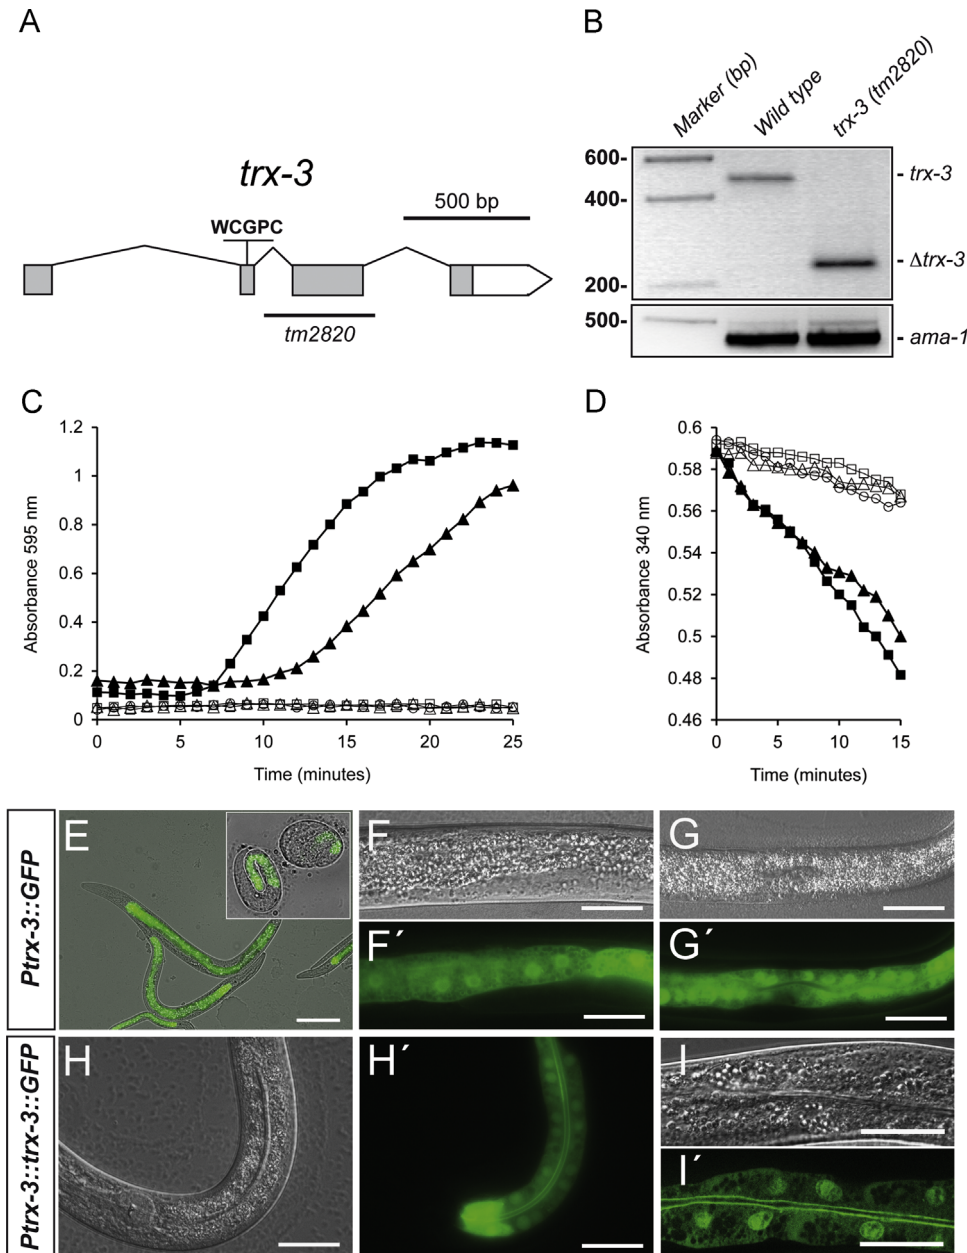 A
trx-3
WCGPC
500 bp
tm2820
B
Marker (bp)
Wild type
trx-3 (tm2820)
600-
400-
200-
500-
- trx-3
- Δtrx-3
- ama-1
C
Absorbance 595 nm
1.2
1
0.8
0.6
0.4
0.2
0
0 5 10 15 20 25
Time (minutes)
D
Absorbance 340 nm
0.6
0.58
0.56
0.54
0.52
0.5
0.48
0.46
0 5 10 15
Time (minutes)
Ptrx-3::GFP
E
F
G
F´
G´
Ptrx-3::trx-3::GFP
H
H´
I
I´